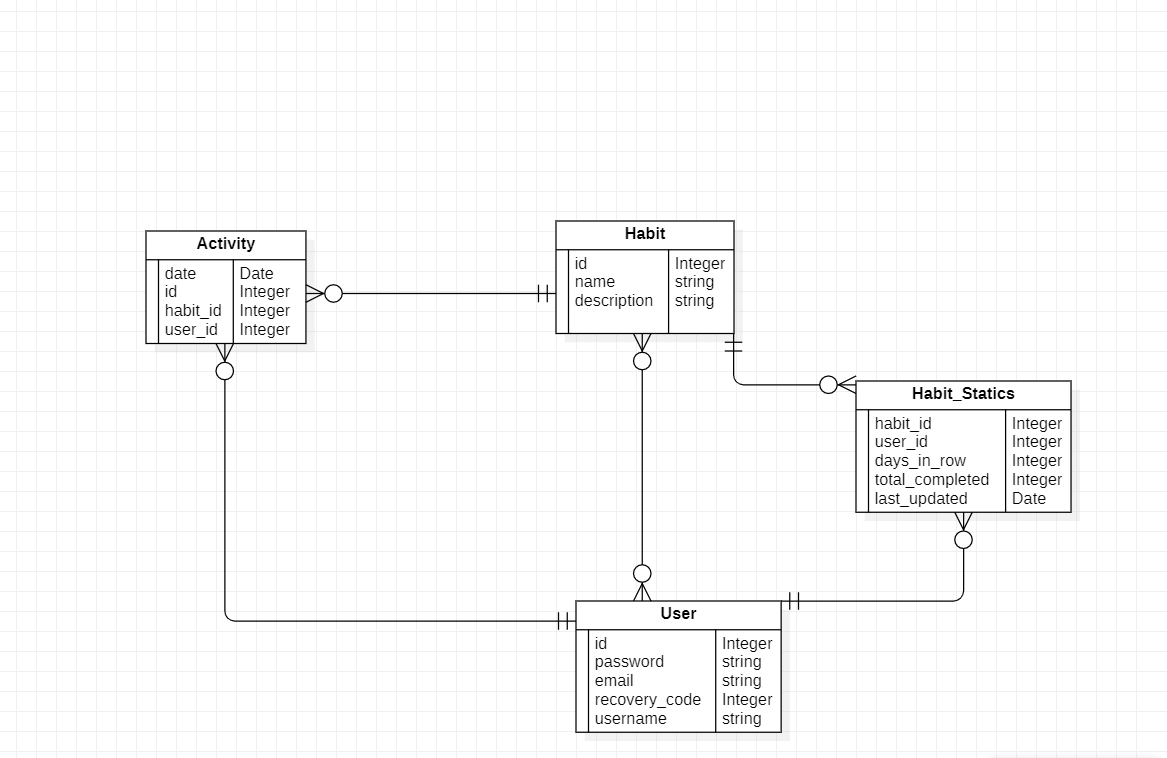 Activity
date Date
id Integer
habit_id Integer
user_id Integer
Habit
id Integer
name string
description string
Habit_Statics
habit_id Integer
user_id Integer
days_in_row Integer
total_completed Integer
last_updated Date
User
id Integer
password string
email string
recovery_code Integer
username string